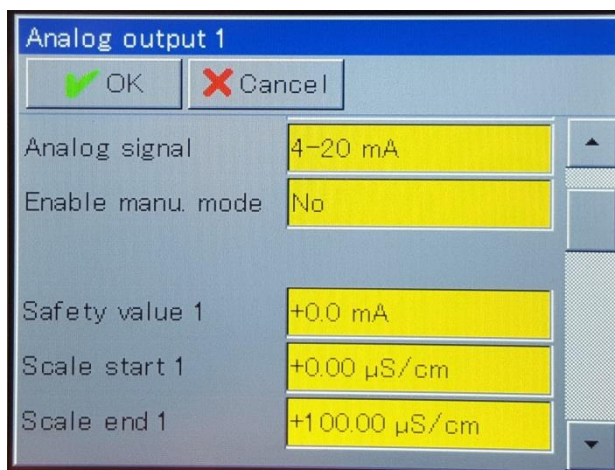 Analog output 1
OK Cancel
Analog signal 4-20 mA
Enable manu. mode No
Safety value 1 +0.0 mA
Scale start 1 +0.00 µS/cm
Scale end 1 +100.00 µS/cm